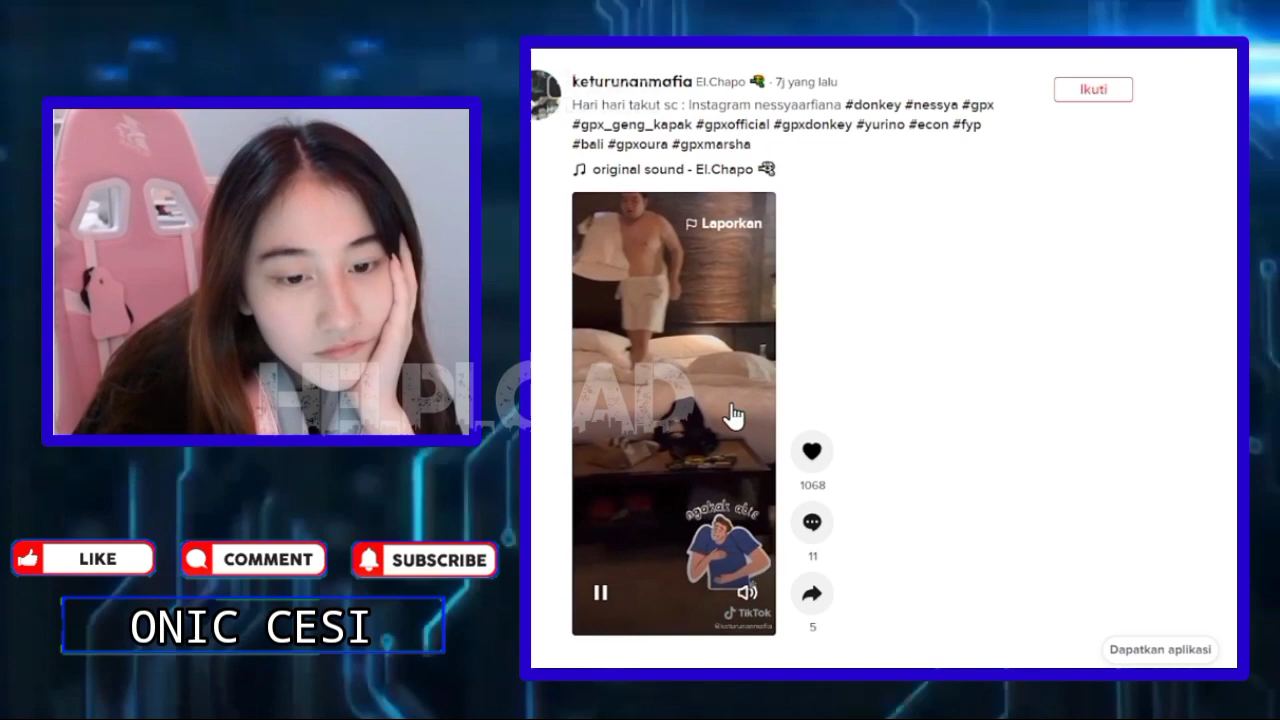 keturunanmafia El.Chapo · 7j yang lalu
Ikuti
Hari hari takut sc : Instagram nessyaarfiana #donkey #nessya #gpx
#gpx_geng_kapak #gpxofficial #gpxdonkey #yurino #econ #fyp
#bali #gpxoura #gpxmarsha
original sound - El.Chapo
Laporkan
HELPLOAD
1068
ngakak abis
11
LIKE
COMMENT
SUBSCRIBE
TikTok
@keturunanmafia
5
ONIC CESI
Dapatkan aplikasi